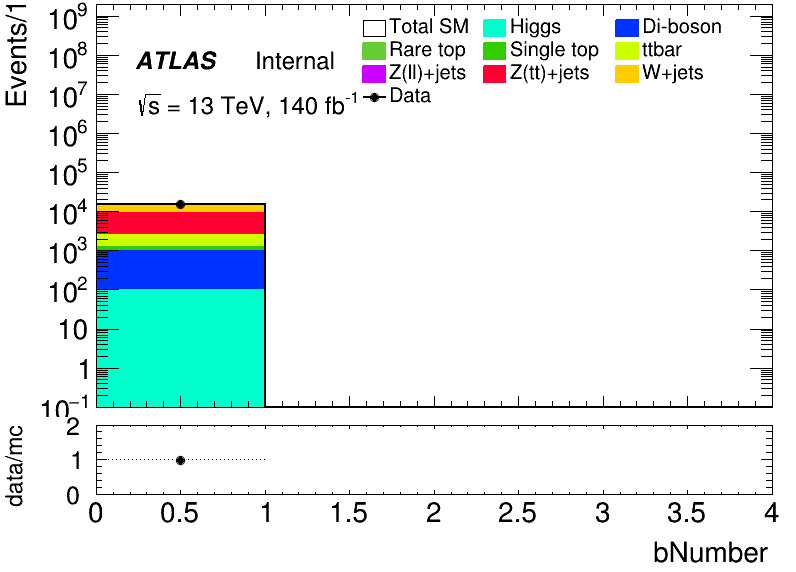 Events/1
10⁹
10⁸
10⁷
10⁶
10⁵
10⁴
10³
10²
10
1
10⁻¹
ATLAS Internal
√s = 13 TeV, 140 fb⁻¹
Total SM Higgs Di-boson
Rare top Single top ttbar
Z(ll)+jets Z(tt)+jets W+jets
Data
data/mc
2
1
0
0 0.5 1 1.5 2 2.5 3 3.5 4
bNumber